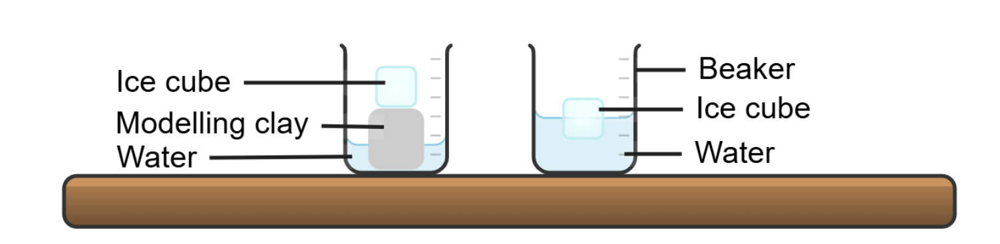 Ice cube
Modelling clay
Water
Beaker
Ice cube
Water